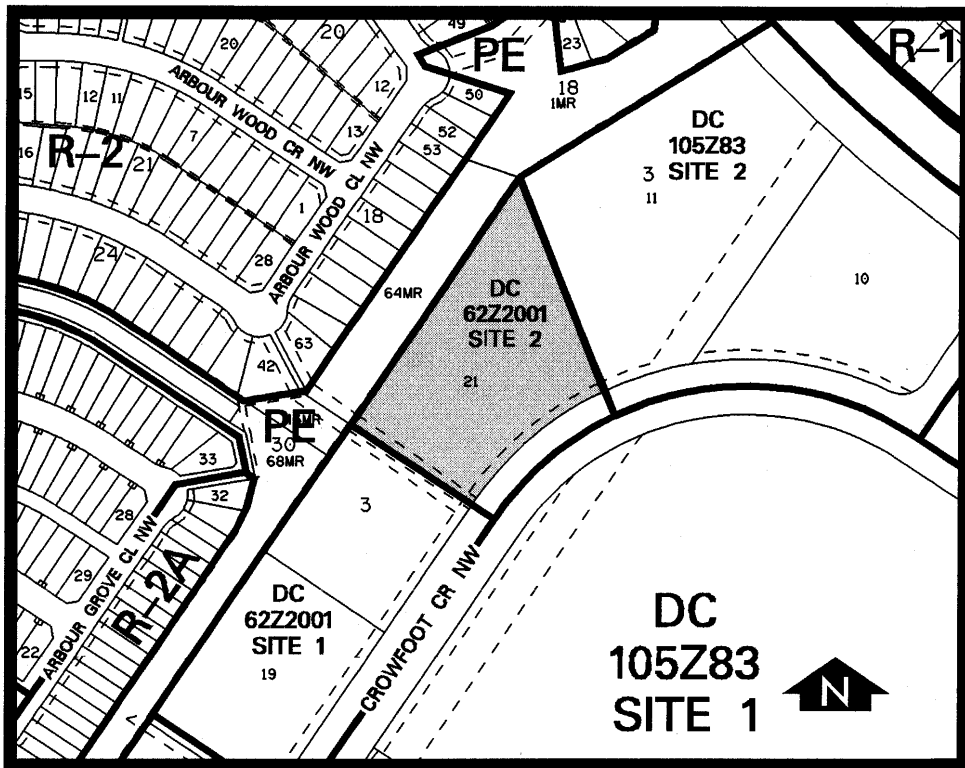 20
20
49
PE
23
R-1
ARBOUR WOOD CR NW
12
18
1MR
15
12
11
50
7
13
52
53
DC
105Z83
3 SITE 2
11
16
R-2
21
1
18
ARBOUR WOOD CL NW
24
28
64MR
DC
62Z2001
SITE 2
10
63
42
21
PE
30
68MR
33
32
3
28
ARBOUR GROVE CL NW
R-2A
29
22
DC
62Z2001
SITE 1
19
CROWFOOT CR NW
DC
105Z83
SITE 1
N